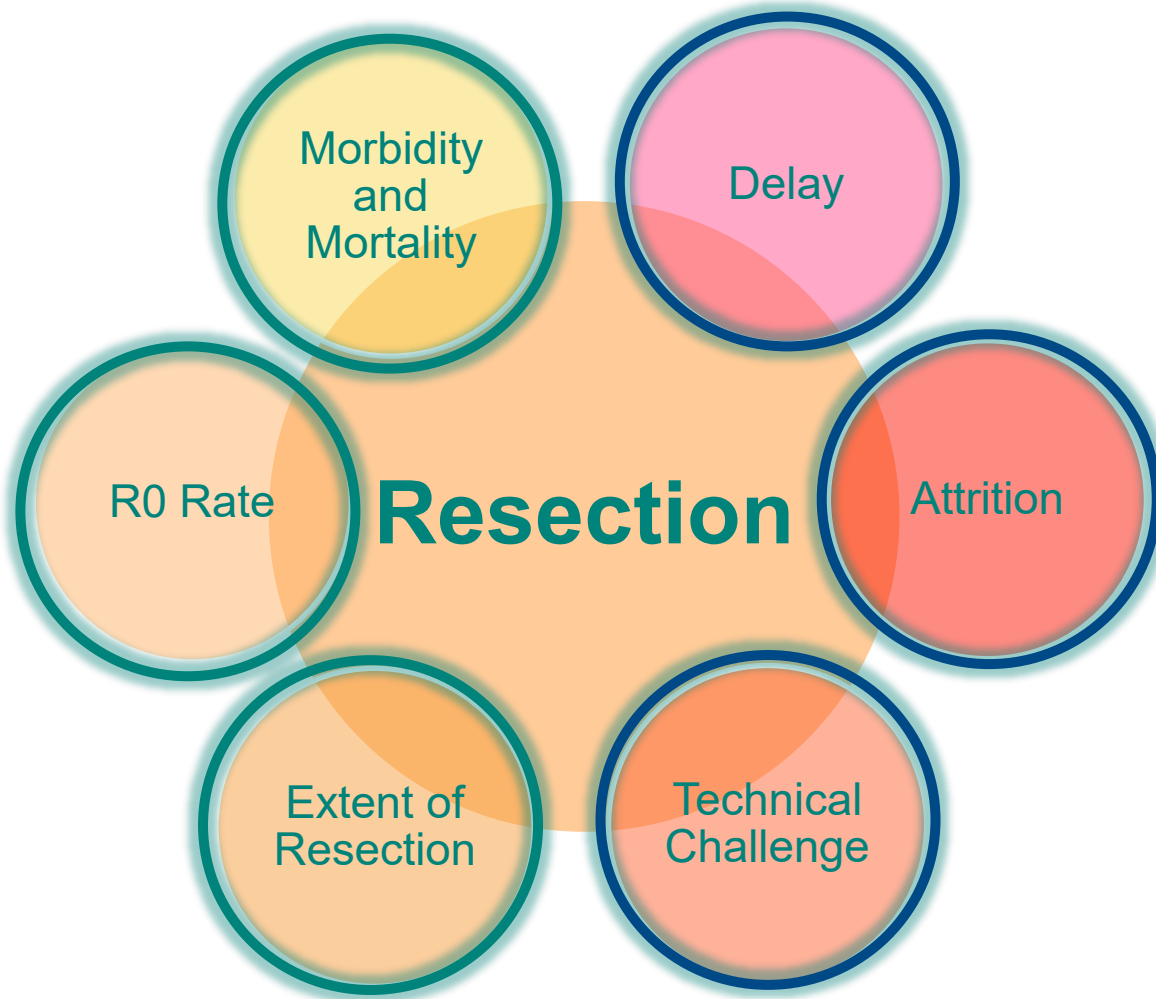 Morbidity
and
Mortality
Delay
R0 Rate
Resection
Attrition
Extent of
Resection
Technical
Challenge